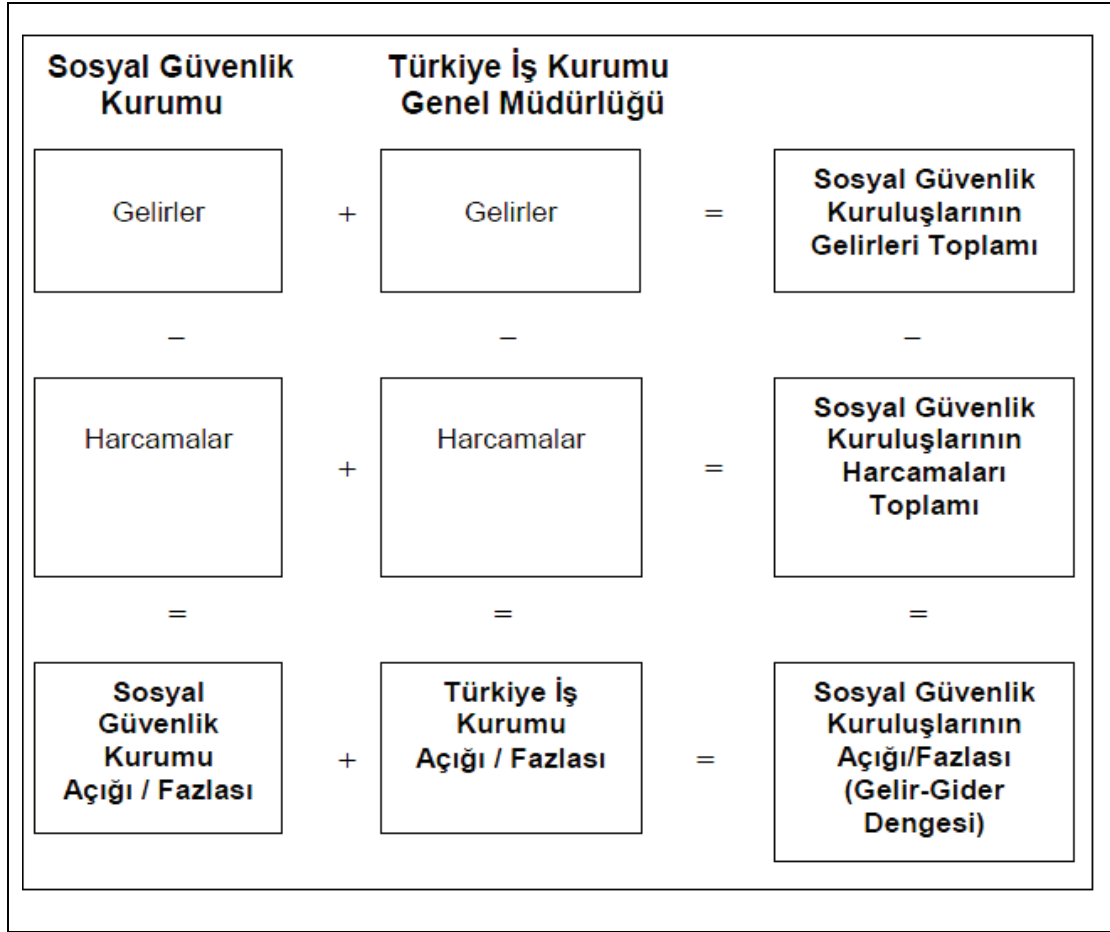 Sosyal Güvenlik
Kurumu
Türkiye İş Kurumu
Genel Müdürlüğü
Gelirler
+
Gelirler
=
Sosyal Güvenlik
Kuruluşlarının
Gelirleri Toplamı
–
–
–
Harcamalar
+
Harcamalar
=
Sosyal Güvenlik
Kuruluşlarının
Harcamaları
Toplamı
=
=
=
Sosyal
Güvenlik
Kurumu
Açığı / Fazlası
+
Türkiye İş
Kurumu
Açığı / Fazlası
=
Sosyal Güvenlik
Kuruluşlarının
Açığı/Fazlası
(Gelir-Gider
Dengesi)